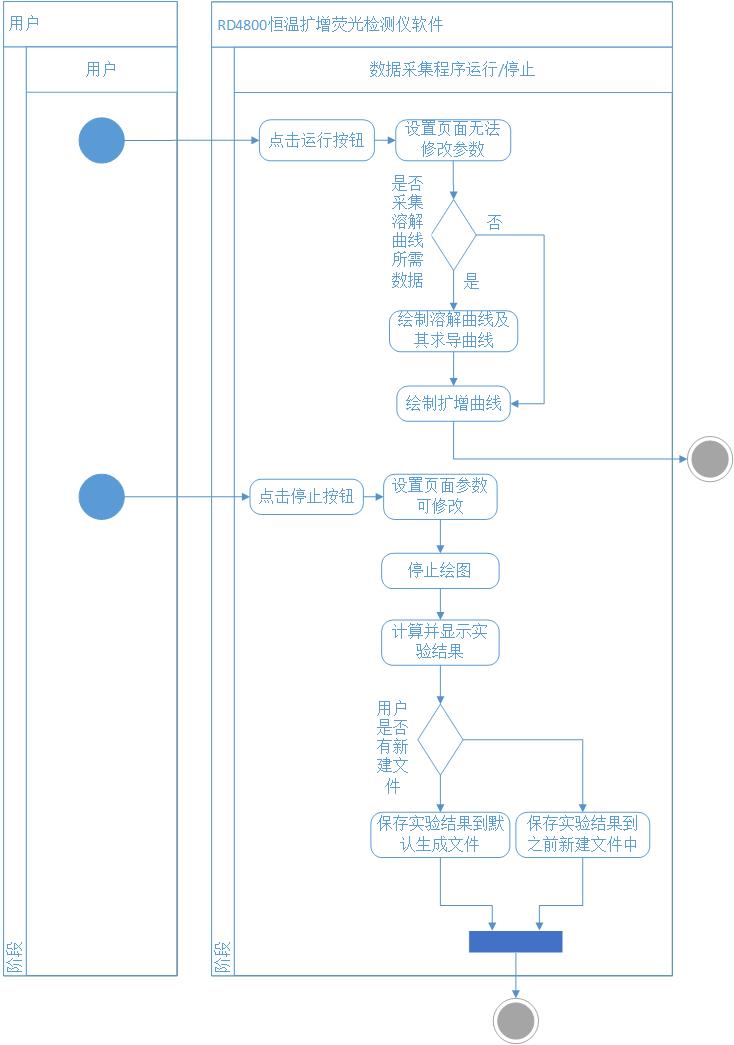 用户
RD4800恒温扩增荧光检测仪软件
用户
数据采集程序运行/停止
点击运行按钮
设置页面无法
修改参数
是否
采集
溶解
曲线
所需
数据
否
是
绘制溶解曲线及
其求导曲线
绘制扩增曲线
点击停止按钮
设置页面参数
可修改
停止绘图
计算并显示实
验结果
用户
是否
有新
建文
件
保存实验结果到默
认生成文件
保存实验结果到
之前新建文件中
阶段
阶段